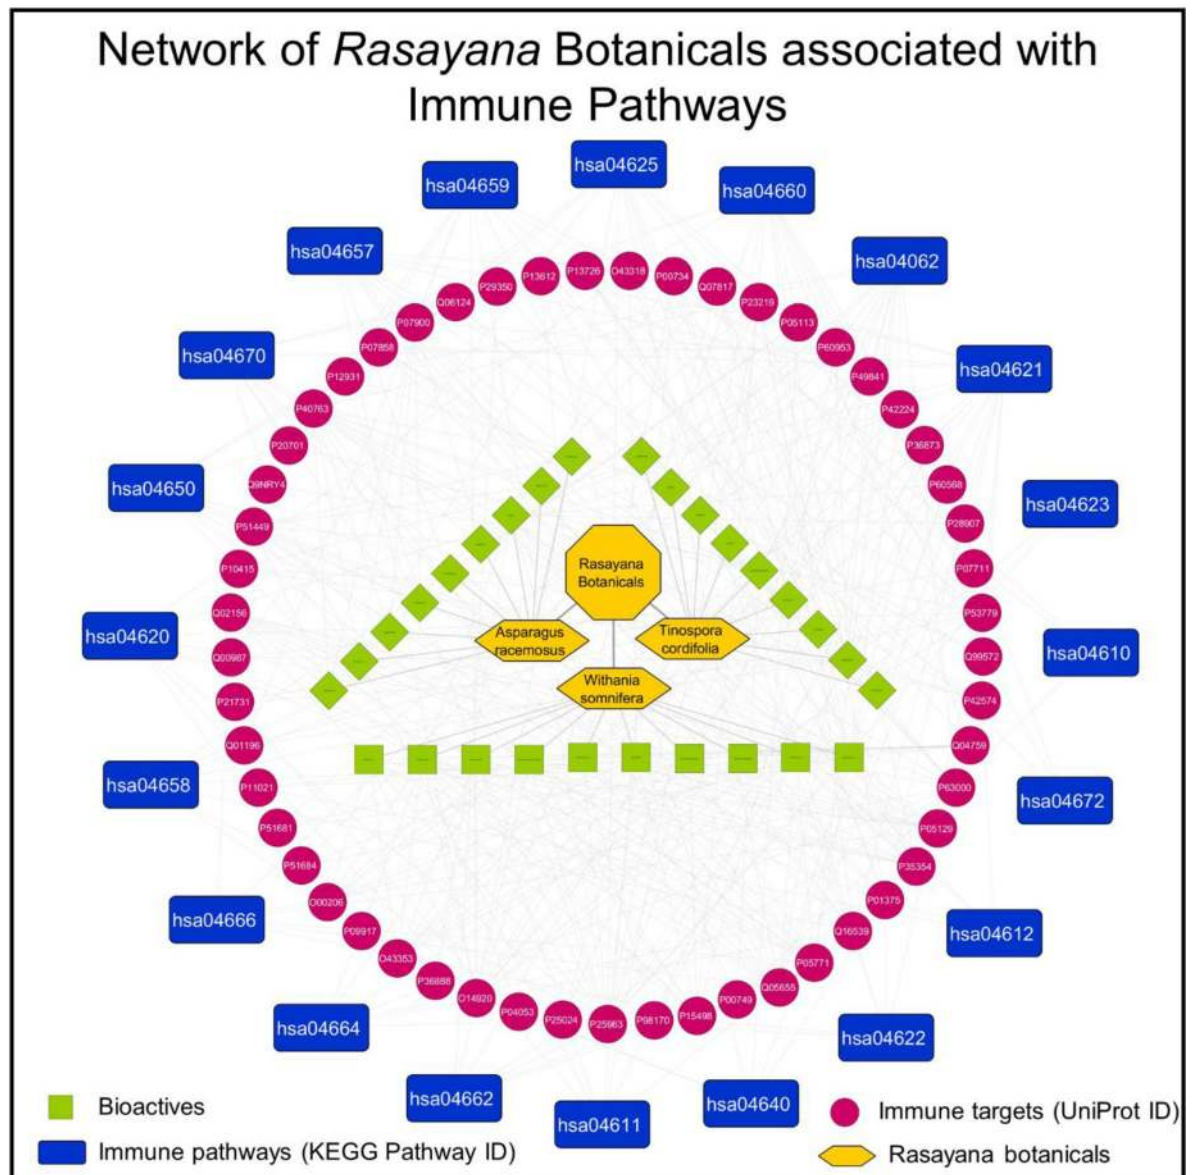 Network of Rasayana Botanicals associated with
Immune Pathways
hsa04625
hsa04659
hsa04660
hsa04657
hsa04062
hsa04670
hsa04621
hsa04650
hsa04623
hsa04620
hsa04610
hsa04658
hsa04672
hsa04666
hsa04612
hsa04664
hsa04622
hsa04662
hsa04611
hsa04640
O43318
P00734
Q07817
P23219
P05113
P60953
P49841
P42224
P36873
P60568
P28907
P07711
P53779
Q99572
P42574
Q04759
P63000
P05129
P35354
P01375
Q16539
P05771
Q05655
P00749
P15498
P98170
P25963
P25024
P04053
O14920
P36888
O43353
P09917
O00206
P51684
P51681
P11021
Q01196
P21731
Q00987
Q02156
P10415
P51449
Q9NRY4
P20701
P40763
P12931
P07858
P07900
Q06124
P29350
P13612
P13726
Rasayana
Botanicals
Asparagus
racemosus
Tinospora
cordifolia
Withania
somnifera
Bioactives
Immune targets (UniProt ID)
Immune pathways (KEGG Pathway ID)
Rasayana botanicals